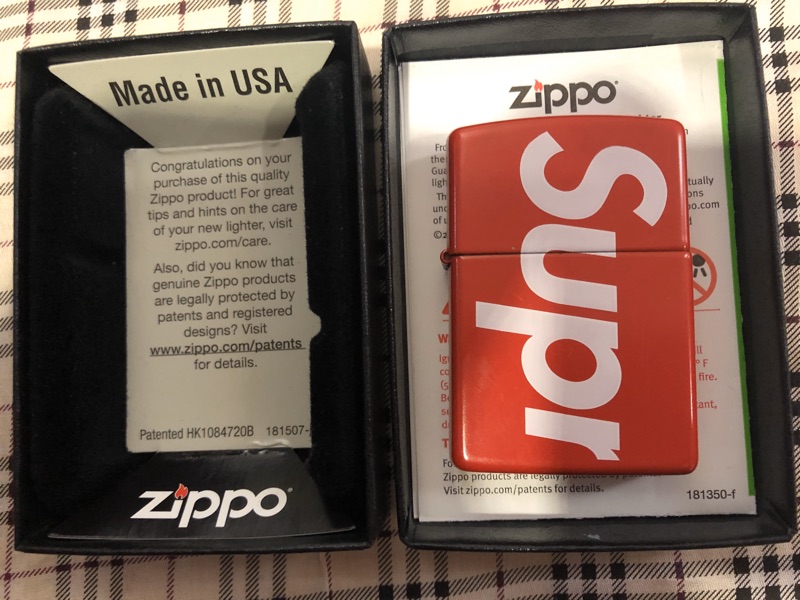 Made in USA
Congratulations on your
purchase of this quality
Zippo product! For great
tips and hints on the care
of your new lighter, visit
zippo.com/care.
Also, did you know that
genuine Zippo products
are legally protected by
patents and registered
designs? Visit
www.zippo.com/patents
for details.
Patented HK1084720B 181507-
zippo
zippo
Supr
Zippo products are legally protected by
Visit zippo.com/patents for details.
181350-f